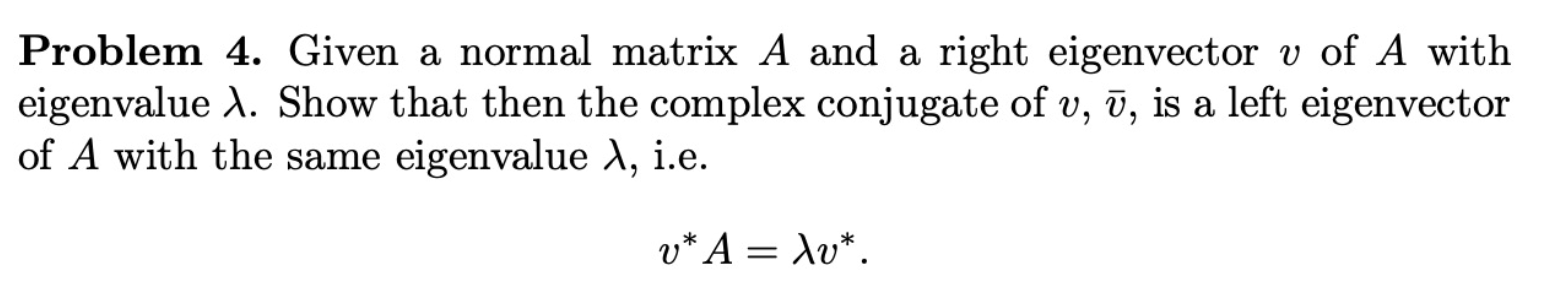 Problem 4. Given a normal matrix A and a right eigenvector v of A with
eigenvalue λ. Show that then the complex conjugate of v, v̄, is a left eigenvector
of A with the same eigenvalue λ, i.e.
v*A = λv*.